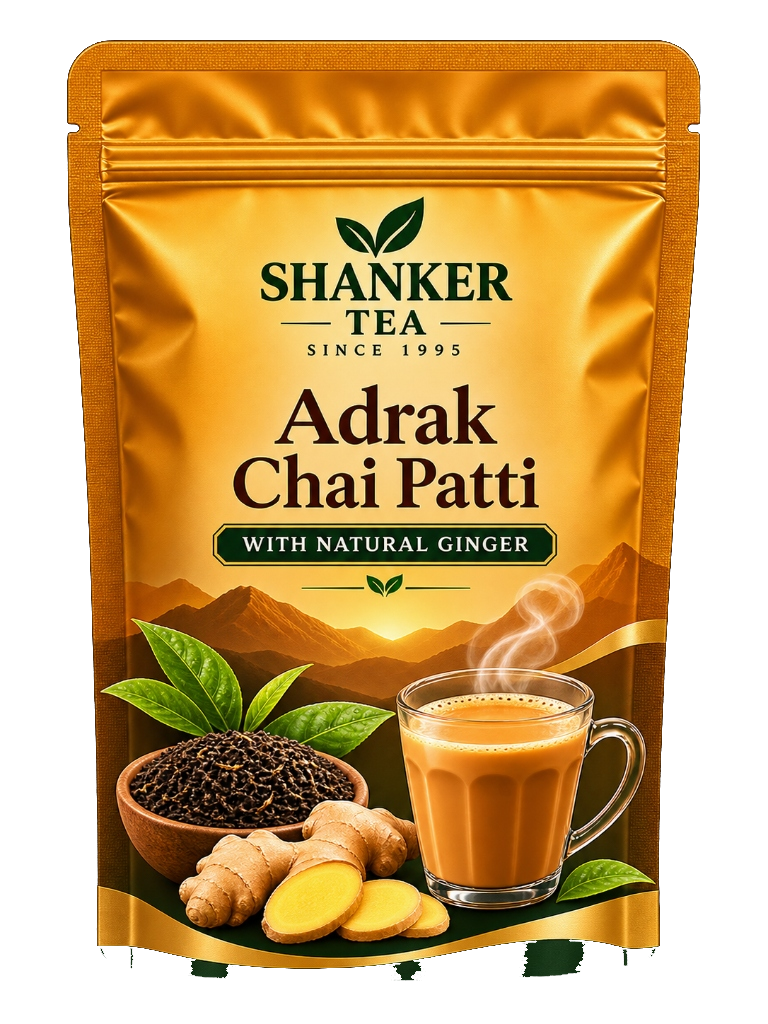 SHANKER
TEA
SINCE 1995
Adrak
Chai Patti
WITH NATURAL GINGER